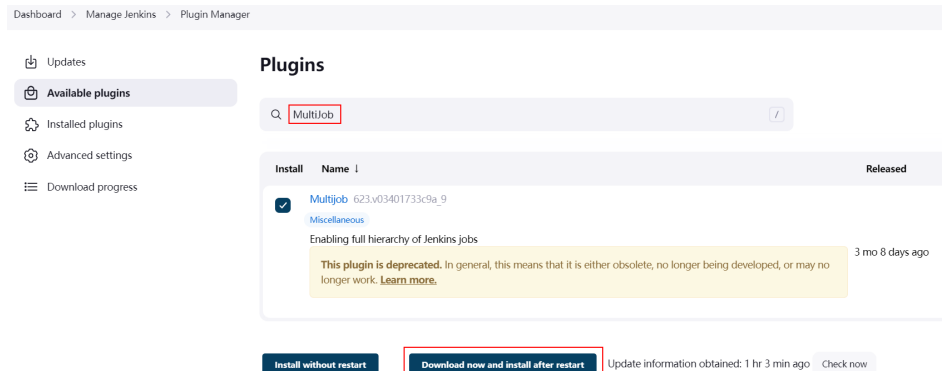 Dashboard > Manage Jenkins > Plugin Manager
Updates
Available plugins
Installed plugins
Advanced settings
Download progress
Plugins
MultiJob /
Install Name ↓ Released
Multijob 623.v03401733c9a_9
Miscellaneous
Enabling full hierarchy of Jenkins jobs
This plugin is deprecated. In general, this means that it is either obsolete, no longer being developed, or may no
longer work. Learn more.
3 mo 8 days ago
Install without restart Download now and install after restart Update information obtained: 1 hr 3 min ago Check now